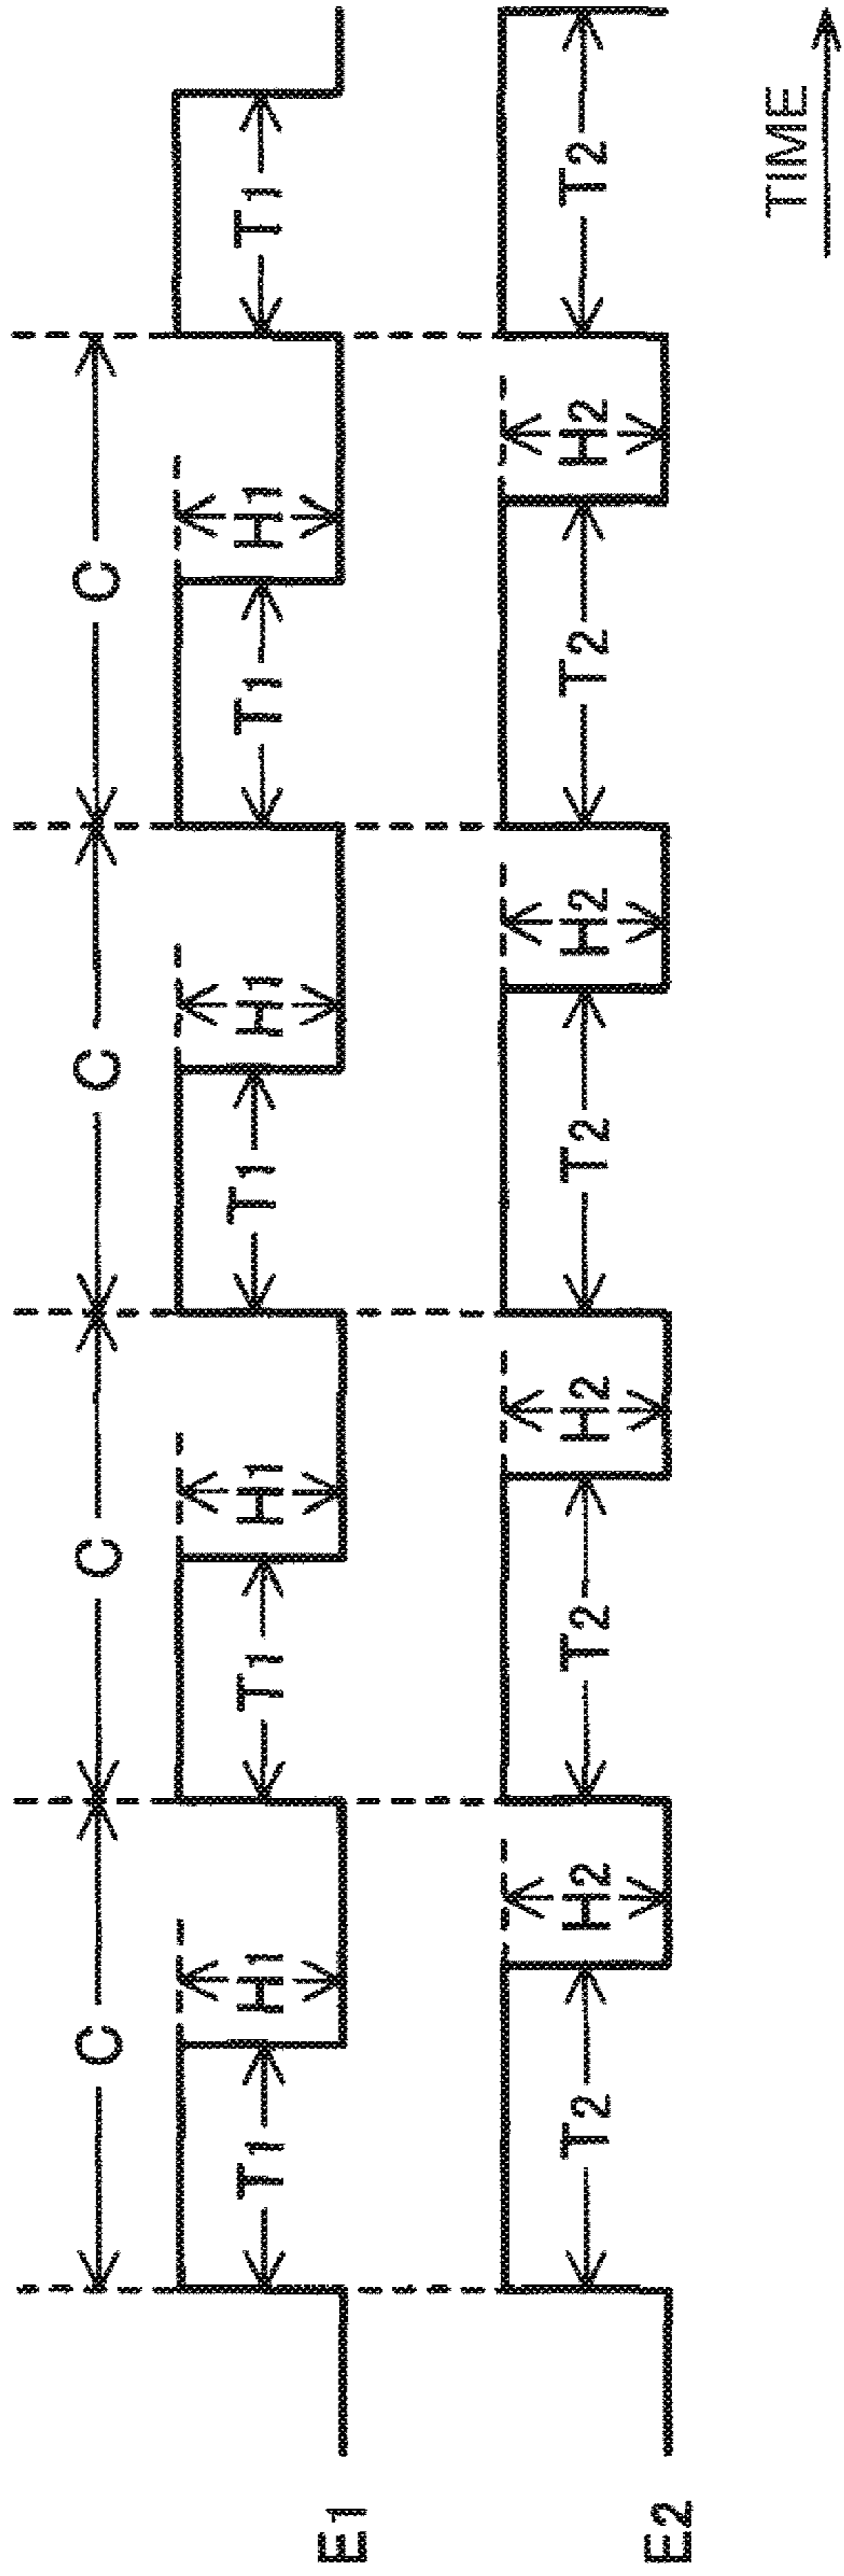 C C C C
T1 H1 T1 H1 T1 H1 T1 H1 T1
E1
T2 H2 T2 H2 T2 H2 T2 H2 T2
E2
TIME